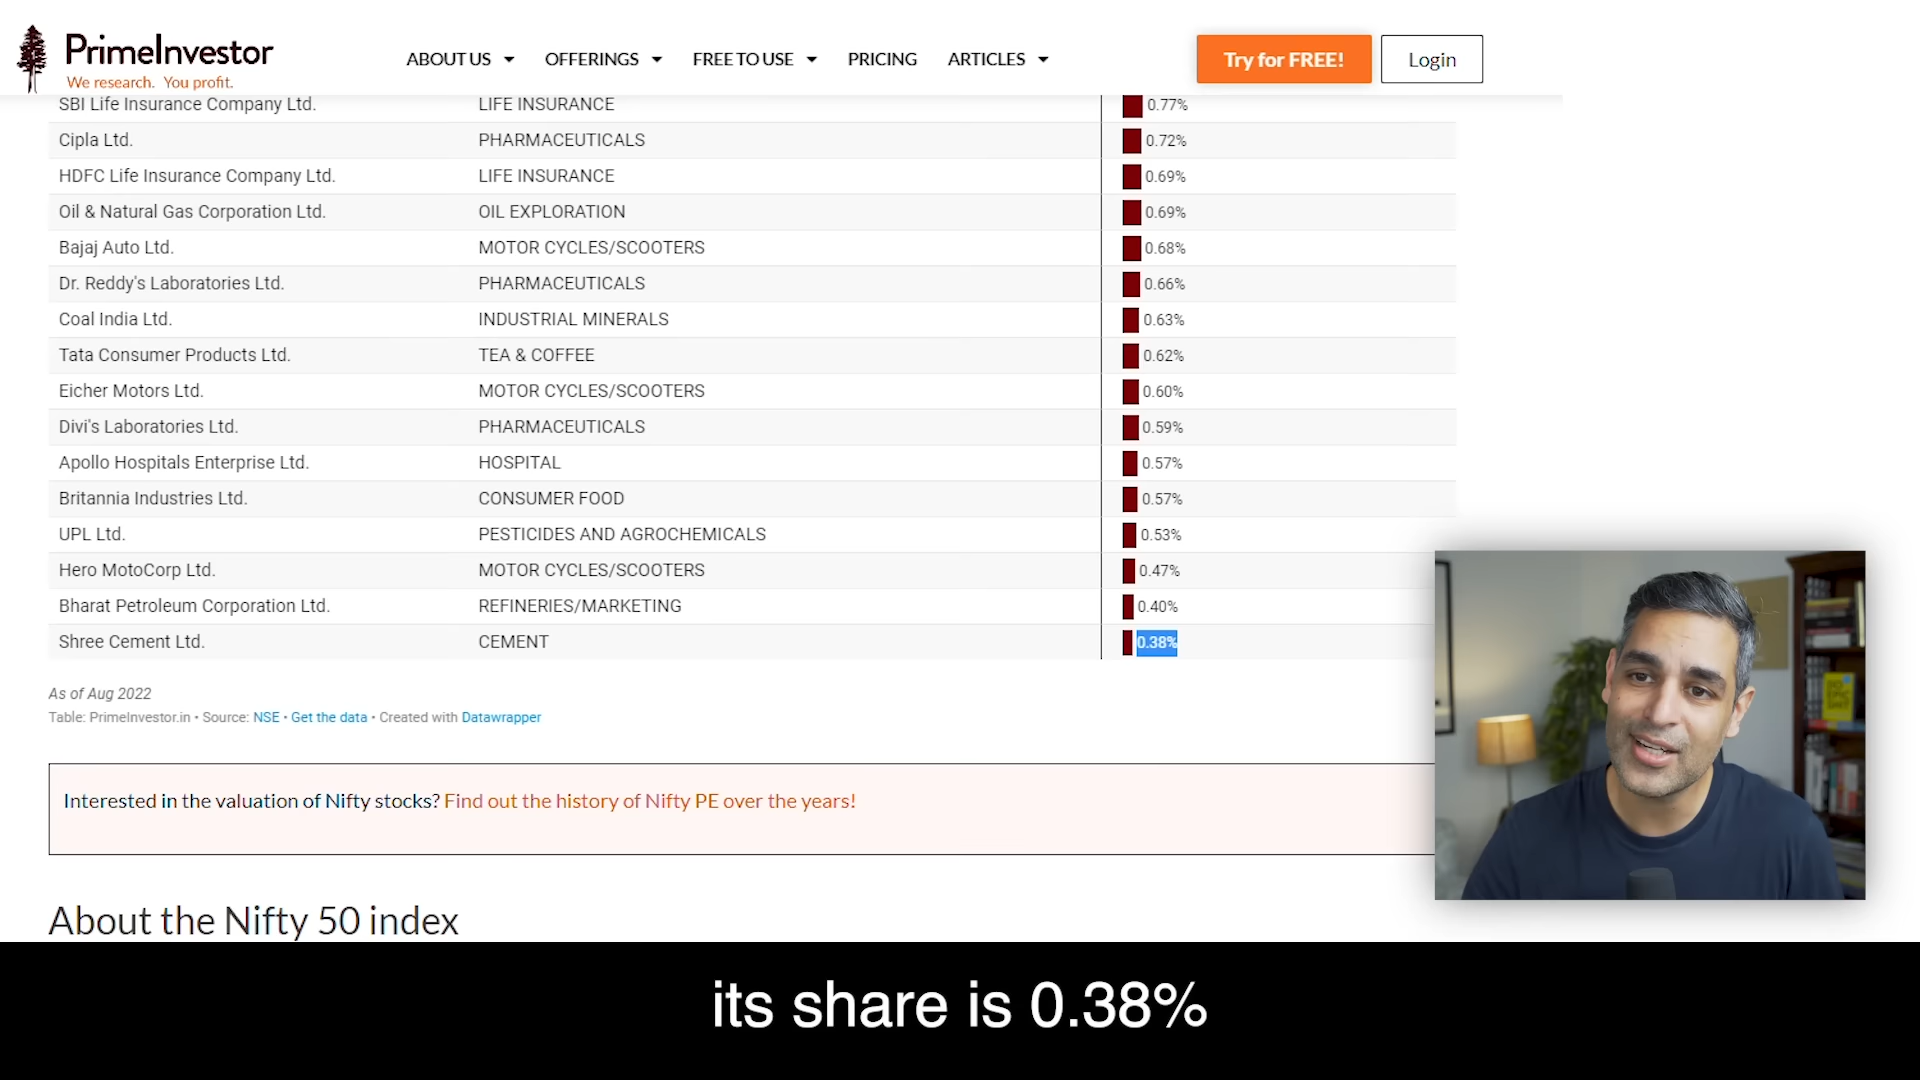 PrimeInvestor
We research. You profit.
ABOUT US OFFERINGS FREE TO USE PRICING ARTICLES Try for FREE! Login
SBI Life Insurance Company Ltd. LIFE INSURANCE 0.77%
Cipla Ltd. PHARMACEUTICALS 0.72%
HDFC Life Insurance Company Ltd. LIFE INSURANCE 0.69%
Oil & Natural Gas Corporation Ltd. OIL EXPLORATION 0.69%
Bajaj Auto Ltd. MOTOR CYCLES/SCOOTERS 0.68%
Dr. Reddy's Laboratories Ltd. PHARMACEUTICALS 0.66%
Coal India Ltd. INDUSTRIAL MINERALS 0.63%
Tata Consumer Products Ltd. TEA & COFFEE 0.62%
Eicher Motors Ltd. MOTOR CYCLES/SCOOTERS 0.60%
Divi's Laboratories Ltd. PHARMACEUTICALS 0.59%
Apollo Hospitals Enterprise Ltd. HOSPITAL 0.57%
Britannia Industries Ltd. CONSUMER FOOD 0.57%
UPL Ltd. PESTICIDES AND AGROCHEMICALS 0.53%
Hero MotoCorp Ltd. MOTOR CYCLES/SCOOTERS 0.47%
Bharat Petroleum Corporation Ltd. REFINERIES/MARKETING 0.40%
Shree Cement Ltd. CEMENT 0.38%
As of Aug 2022
Table: PrimeInvestor.in • Source: NSE • Get the data • Created with Datawrapper
Interested in the valuation of Nifty stocks? Find out the history of Nifty PE over the years!
About the Nifty 50 index
its share is 0.38%